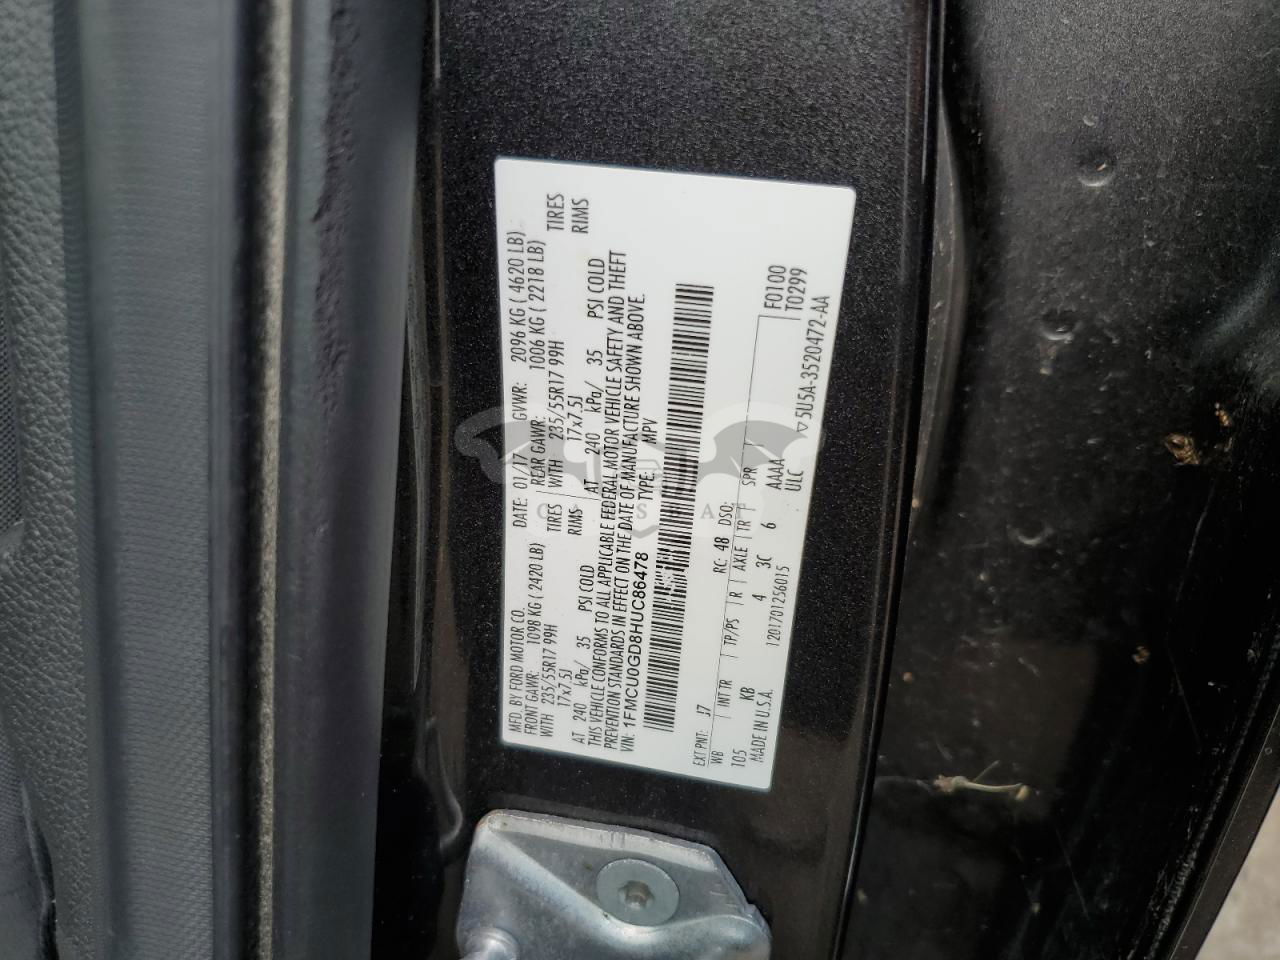 MFD. BY FORD MOTOR CO.
DATE: 01/17 GVWR: 2096 KG ( 4620 LB)
FRONT GAWR: 1098 KG ( 2420 LB)
REAR GAWR: 1006 KG ( 2218 LB)
WITH 235/55R17 99H TIRES
WITH 235/55R17 99H TIRES
17x7.5J RIMS
17x7.5J RIMS
AT 240 kPa/ 35 PSI COLD
AT 240 kPa/ 35 PSI COLD
THIS VEHICLE CONFORMS TO ALL APPLICABLE FEDERAL MOTOR VEHICLE SAFETY AND THEFT
PREVENTION STANDARDS IN EFFECT ON THE DATE OF MANUFACTURE SHOWN ABOVE.
VIN: 1FMCU0GD8HUC86478 TYPE: MPV
EXT PNT: J7 RC: 48 DSO: F0100
WB INT TR TP/PS R AXLE TR SPR T0299
105 KB 4 3C 6 AAAA
MADE IN U.S.A. 1201701256015 ULC
▽5U5A-3520472-AA